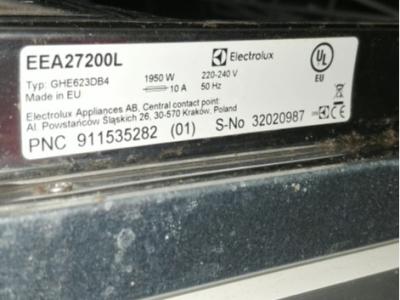 EEA27200L
Electrolux
UL
EU
Typ: GHE623DB4 1950 W 220-240 V
Made in EU 10 A 50 Hz
Electrolux Appliances AB, Central contact point:
Al. Powstańców Śląskich 26, 30-570 Kraków, Poland
PNC 911535282 (01) S-No 32020987
CE